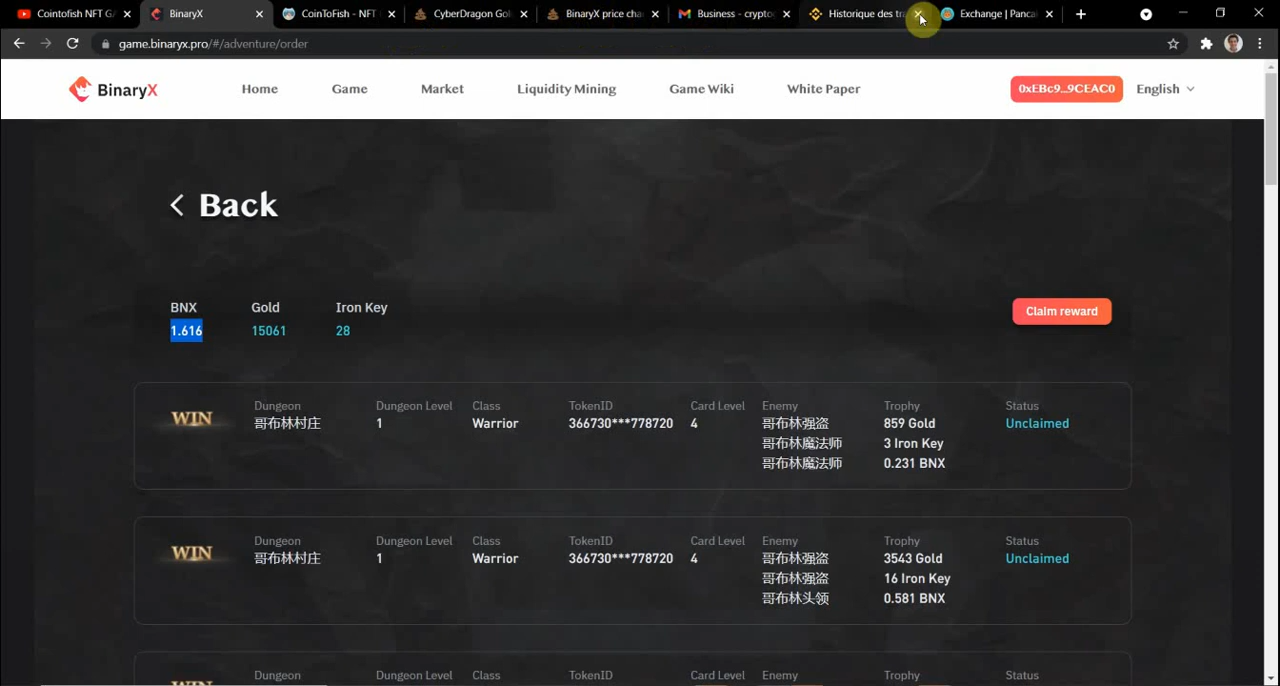 Cointofish NFT GA
BinaryX
CoinToFish - NFT
CyberDragon Gol
BinaryX price cha
Business - crypto
Historique des tra
Exchange | Panca
game.binaryx.pro/#/adventure/order
BinaryX
Home
Game
Market
Liquidity Mining
Game Wiki
White Paper
0xEBc9...9CEAC0
English
Back
BNX
Gold
Iron Key
1.616
15061
28
Claim reward
WIN
Dungeon
Dungeon Level
Class
TokenID
Card Level
Enemy
Trophy
Status
哥布林村庄
1
Warrior
366730***778720
4
哥布林强盗
859 Gold
Unclaimed
哥布林魔法师
3 Iron Key
哥布林魔法师
0.231 BNX
WIN
Dungeon
Dungeon Level
Class
TokenID
Card Level
Enemy
Trophy
Status
哥布林村庄
1
Warrior
366730***778720
4
哥布林强盗
3543 Gold
Unclaimed
哥布林强盗
16 Iron Key
哥布林头领
0.581 BNX
WIN
Dungeon
Dungeon Level
Class
TokenID
Card Level
Enemy
Trophy
Status